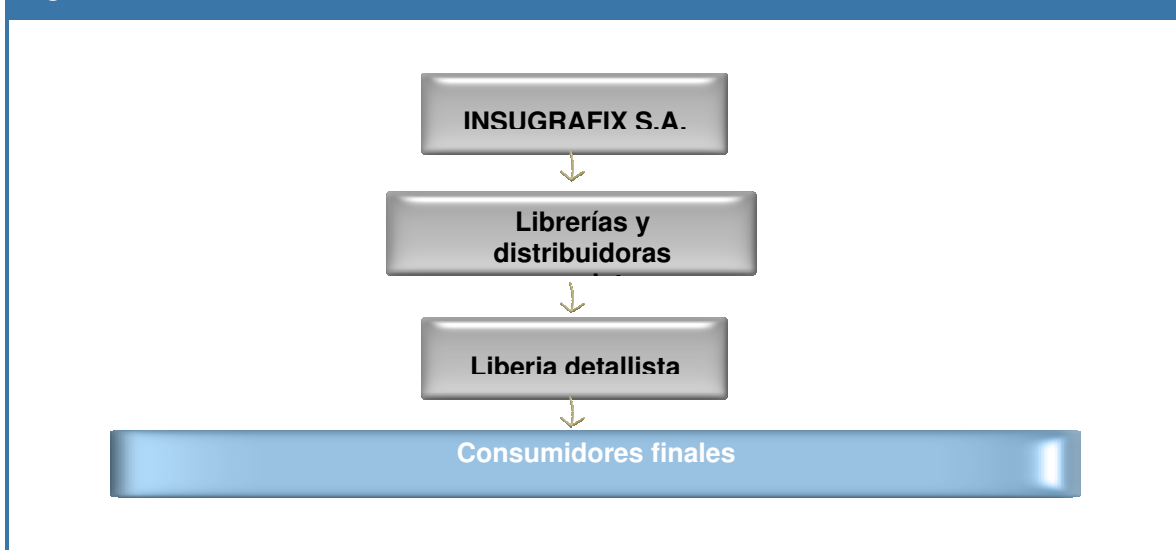 INSUGRAFIX S.A.
Librerías y
distribuidoras
Liberia detallista
Consumidores finales